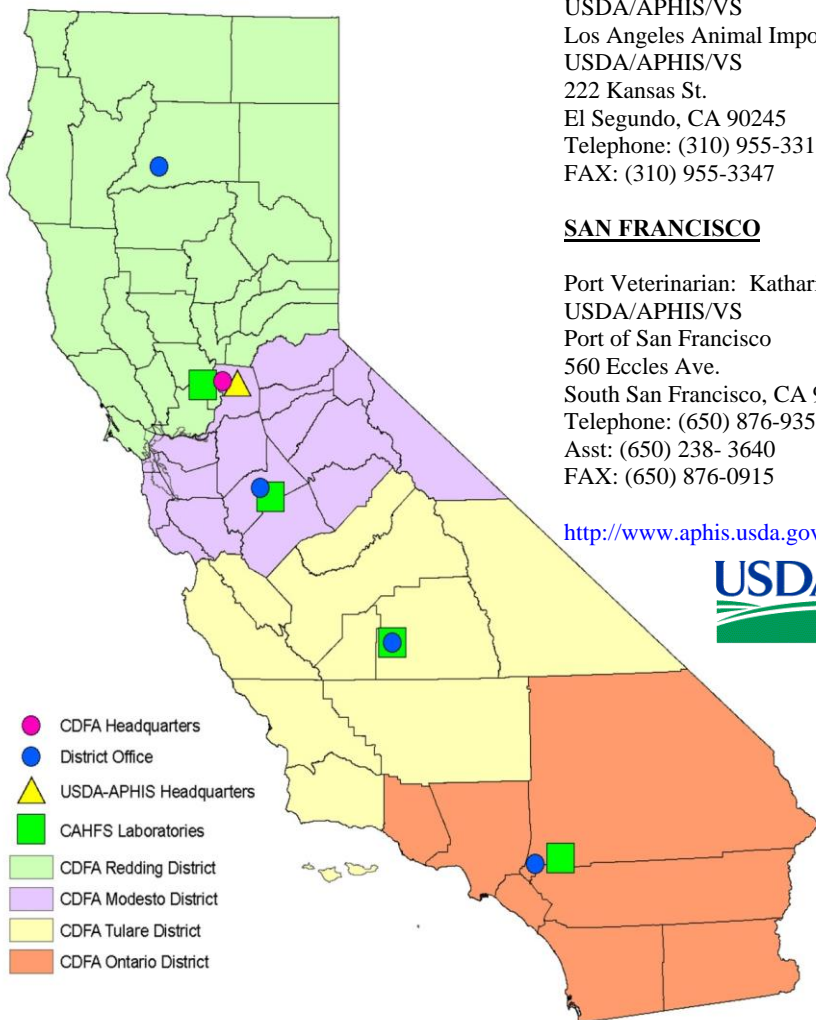 USDA/APHIS/VS
Los Angeles Animal Impo
USDA/APHIS/VS
222 Kansas St.
El Segundo, CA 90245
Telephone: (310) 955-331
FAX: (310) 955-3347
SAN FRANCISCO
Port Veterinarian: Kathari
USDA/APHIS/VS
Port of San Francisco
560 Eccles Ave.
South San Francisco, CA 9
Telephone: (650) 876-935
Asst: (650) 238- 3640
FAX: (650) 876-0915
http://www.aphis.usda.gov
USDA
CDFA Headquarters
District Office
USDA-APHIS Headquarters
CAHFS Laboratories
CDFA Redding District
CDFA Modesto District
CDFA Tulare District
CDFA Ontario District